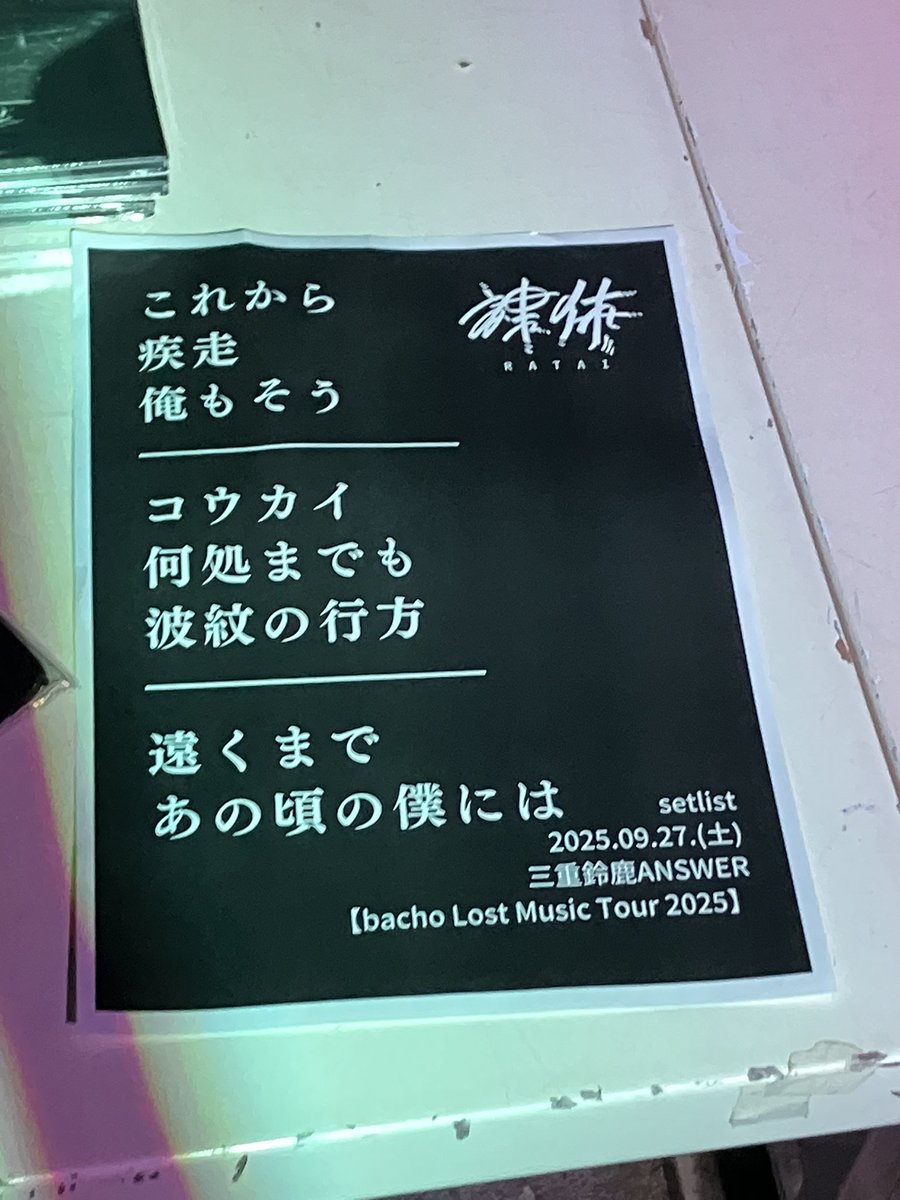 これから
疾走
俺もそう
RATAI
コウカイ
何処までも
波紋の行方
遠くまで
あの頃の僕には
setlist
2025.09.27.(土)
三重鈴鹿ANSWER
【bacho Lost Music Tour 2025】